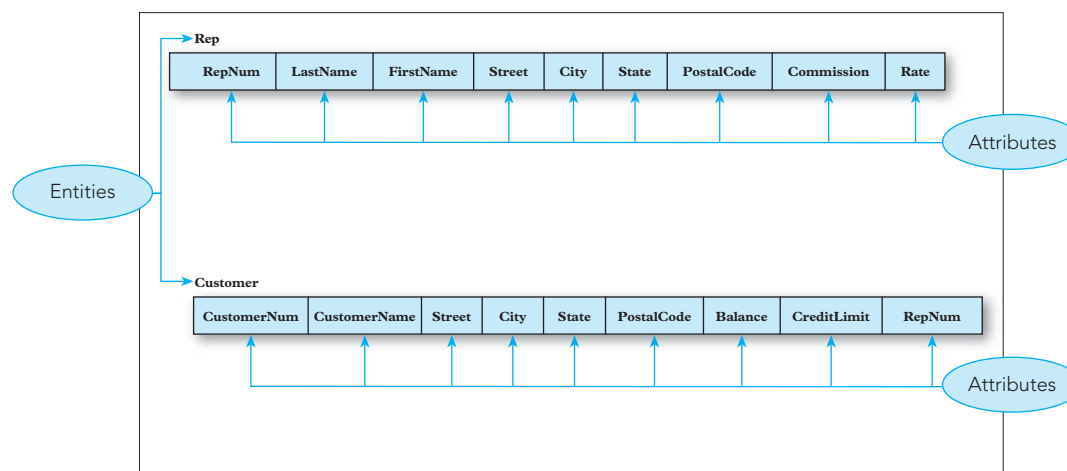 Rep
RepNum LastName FirstName Street City State PostalCode Commission Rate
Attributes
Entities
Customer
CustomerNum CustomerName Street City State PostalCode Balance CreditLimit RepNum
Attributes